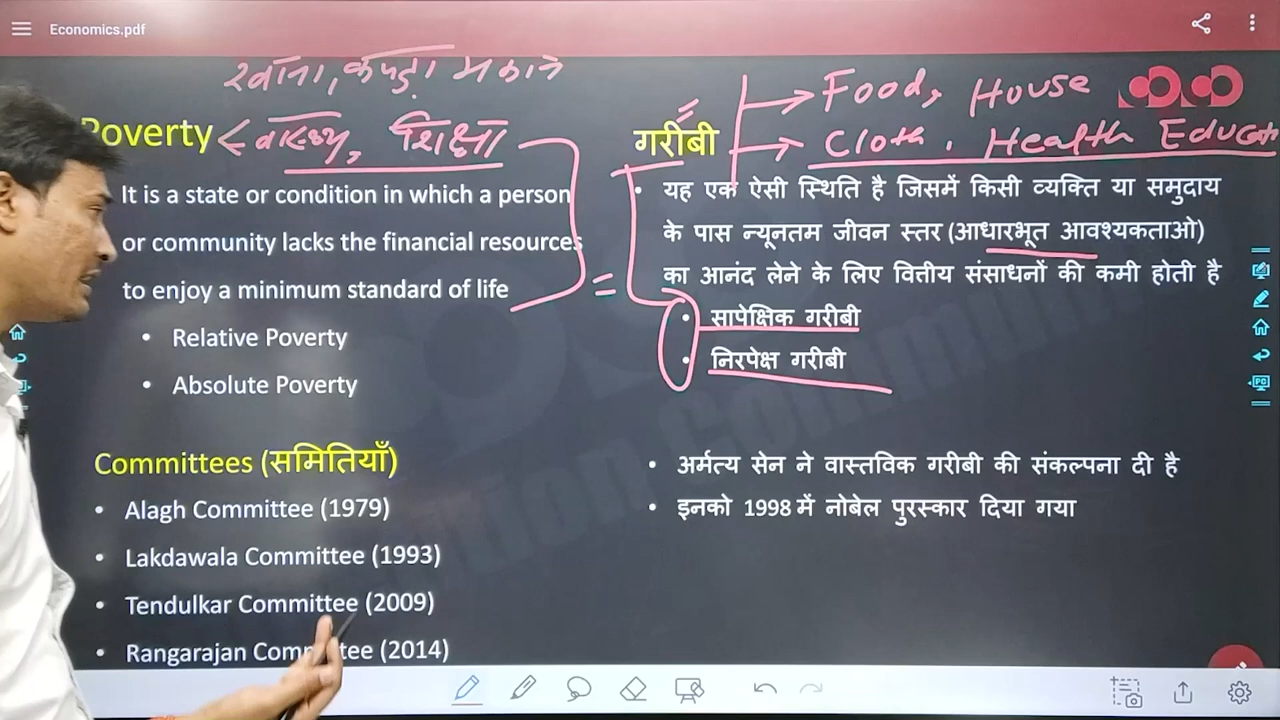 Economics.pdf
खाना, कपड़ा मकान
Food, House
Poverty
शिक्षा
गरीबी
Cloth, Health Educat
It is a state or condition in which a person
or community lacks the financial resources
to enjoy a minimum standard of life
• Relative Poverty
• Absolute Poverty
• यह एक ऐसी स्थिति है जिसमें किसी व्यक्ति या समुदाय
के पास न्यूनतम जीवन स्तर (आधारभूत आवश्यकताओ)
का आनंद लेने के लिए वित्तीय संसाधनों की कमी होती है
• सापेक्षिक गरीबी
• निरपेक्ष गरीबी
Committees (समितियाँ)
• Alagh Committee (1979)
• Lakdawala Committee (1993)
• Tendulkar Committee (2009)
• Rangarajan Committee (2014)
• अर्मत्य सेन ने वास्तविक गरीबी की संकल्पना दी है
• इनको 1998 में नोबेल पुरस्कार दिया गया